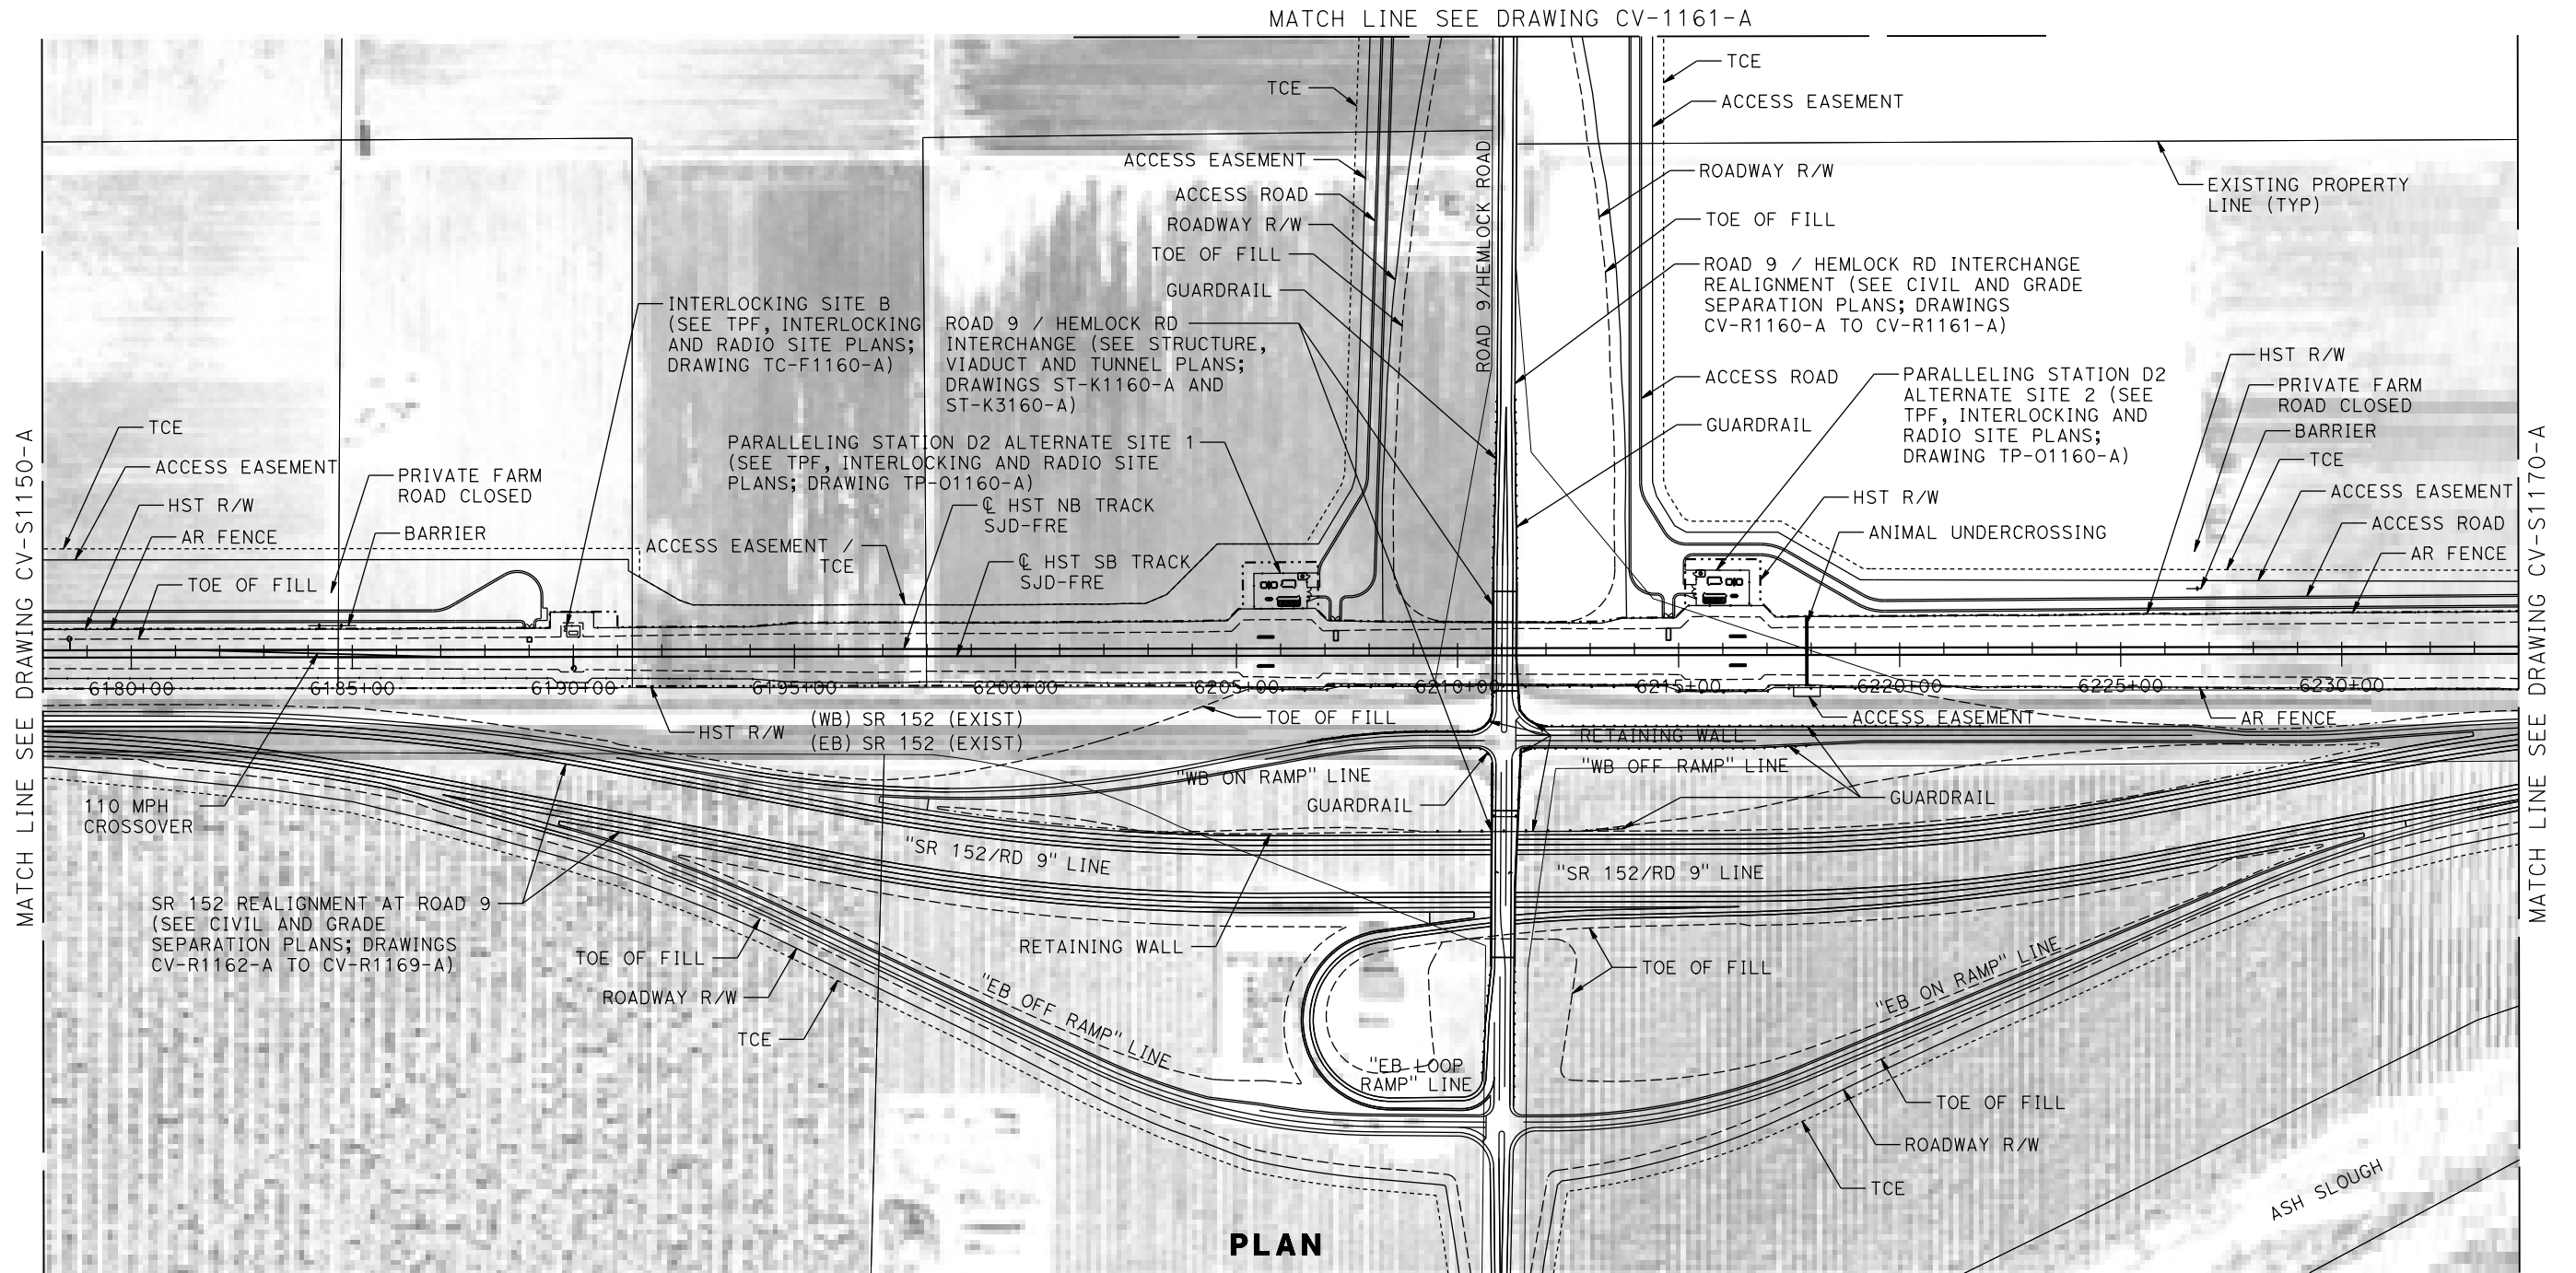 MATCH LINE SEE DRAWING CV-1161-A
MATCH LINE SEE DRAWING CV-S1150-A
MATCH LINE SEE DRAWING CV-S1170-A
TCE
TCE
ACCESS EASEMENT
ACCESS EASEMENT
ACCESS ROAD
ROADWAY R/W
TOE OF FILL
GUARDRAIL
ROAD 9/HEMLOCK ROAD
ROADWAY R/W
TOE OF FILL
EXISTING PROPERTY
LINE (TYP)
ROAD 9 / HEMLOCK RD INTERCHANGE
REALIGNMENT (SEE CIVIL AND GRADE
SEPARATION PLANS; DRAWINGS
CV-R1160-A TO CV-R1161-A)
INTERLOCKING SITE B
(SEE TPF, INTERLOCKING
AND RADIO SITE PLANS;
DRAWING TC-F1160-A)
ROAD 9 / HEMLOCK RD
INTERCHANGE (SEE STRUCTURE,
VIADUCT AND TUNNEL PLANS;
DRAWINGS ST-K1160-A AND
ST-K3160-A)
ACCESS ROAD
GUARDRAIL
PARALLELING STATION D2
ALTERNATE SITE 2 (SEE
TPF, INTERLOCKING AND
RADIO SITE PLANS;
DRAWING TP-O1160-A)
HST R/W
PRIVATE FARM
ROAD CLOSED
BARRIER
TCE
ACCESS EASEMENT
ACCESS ROAD
AR FENCE
TCE
ACCESS EASEMENT
HST R/W
AR FENCE
TOE OF FILL
PRIVATE FARM
ROAD CLOSED
BARRIER
PARALLELING STATION D2 ALTERNATE SITE 1
(SEE TPF, INTERLOCKING AND RADIO SITE
PLANS; DRAWING TP-O1160-A)
℄ HST NB TRACK
SJD-FRE
ACCESS EASEMENT /
TCE
℄ HST SB TRACK
SJD-FRE
HST R/W
ANIMAL UNDERCROSSING
6180+00
6185+00
6190+00
6195+00
6200+00
6205+00
6210+00
6215+00
6220+00
6225+00
6230+00
HST R/W
(WB) SR 152 (EXIST)
(EB) SR 152 (EXIST)
TOE OF FILL
RETAINING WALL
ACCESS EASEMENT
AR FENCE
"WB ON RAMP" LINE
"WB OFF RAMP" LINE
GUARDRAIL
GUARDRAIL
110 MPH
CROSSOVER
"SR 152/RD 9" LINE
"SR 152/RD 9" LINE
SR 152 REALIGNMENT AT ROAD 9
(SEE CIVIL AND GRADE
SEPARATION PLANS; DRAWINGS
CV-R1162-A TO CV-R1169-A)
RETAINING WALL
TOE OF FILL
ROADWAY R/W
TCE
"EB OFF RAMP" LINE
TOE OF FILL
"EB ON RAMP" LINE
"EB LOOP
RAMP" LINE
TOE OF FILL
ROADWAY R/W
TCE
ASH SLOUGH
PLAN